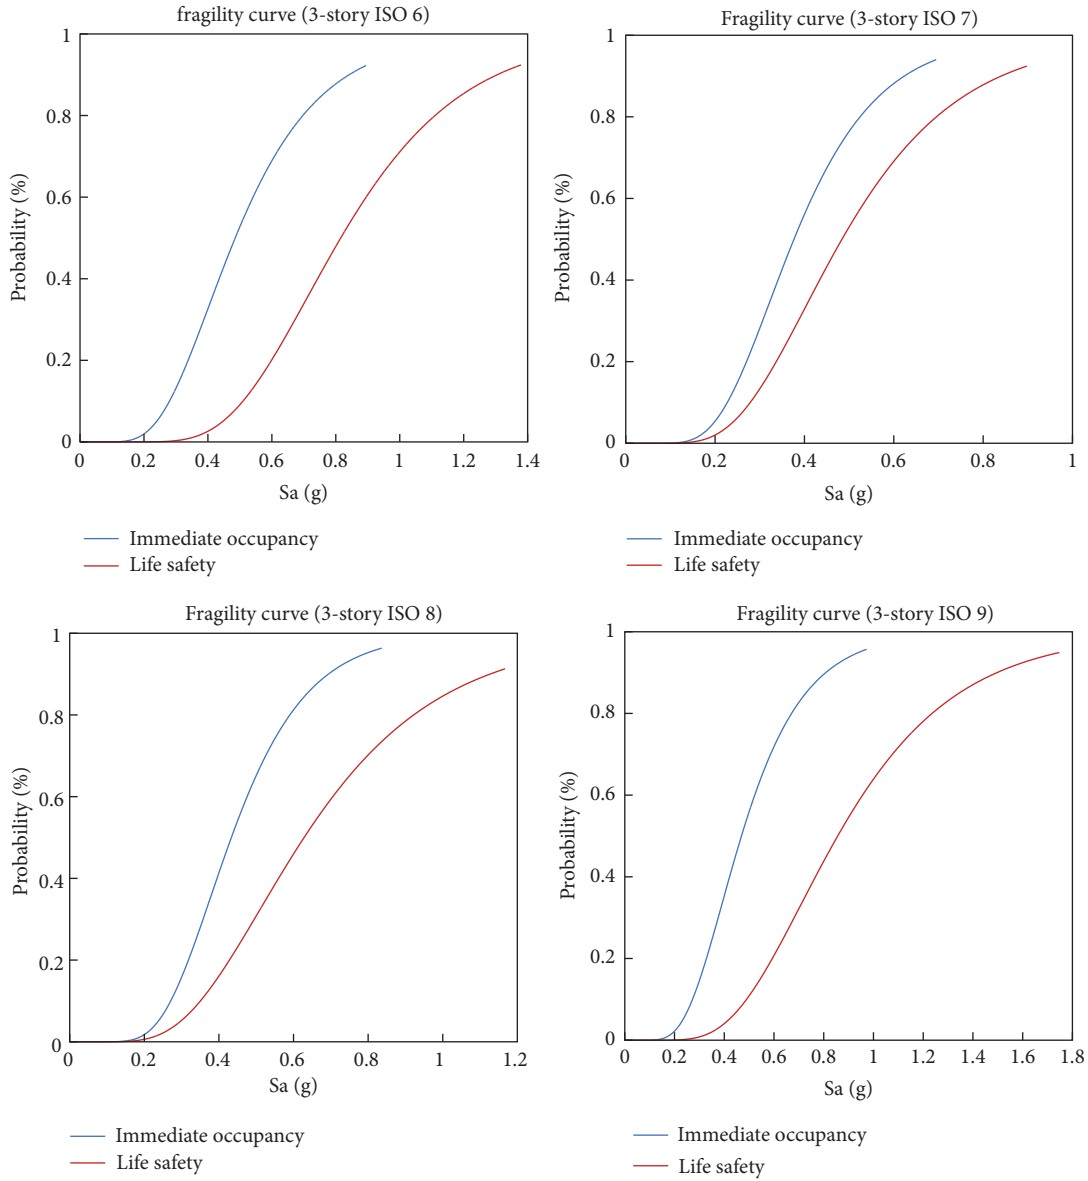 fragility curve (3-story ISO 6)
1
0.8
0.6
0.4
0.2
0
Probability (%)
0 0.2 0.4 0.6 0.8 1 1.2 1.4
Sa (g)
Immediate occupancy
Life safety
Fragility curve (3-story ISO 7)
1
0.8
0.6
0.4
0.2
0
Probability (%)
0 0.2 0.4 0.6 0.8 1
Sa (g)
Immediate occupancy
Life safety
Fragility curve (3-story ISO 8)
1
0.8
0.6
0.4
0.2
0
Probability (%)
0 0.2 0.4 0.6 0.8 1 1.2
Sa (g)
Immediate occupancy
Life safety
Fragility curve (3-story ISO 9)
1
0.8
0.6
0.4
0.2
0
Probability (%)
0 0.2 0.4 0.6 0.8 1 1.2 1.4 1.6 1.8
Sa (g)
Immediate occupancy
Life safety